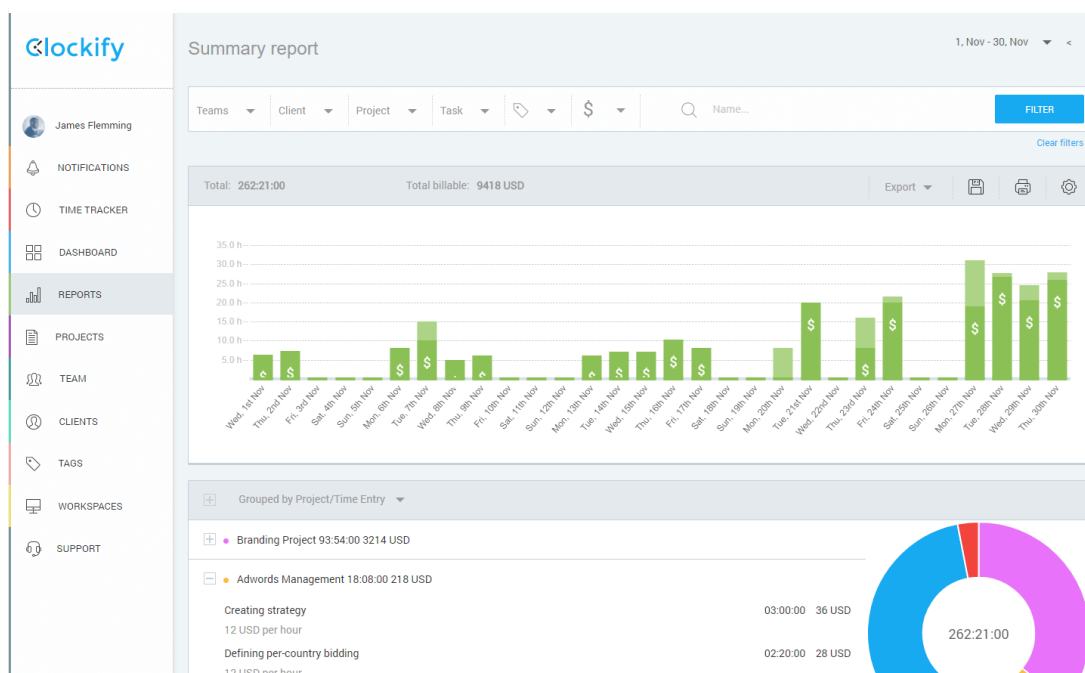 Clockify
James Flemming
NOTIFICATIONS
TIME TRACKER
DASHBOARD
REPORTS
PROJECTS
TEAM
CLIENTS
TAGS
WORKSPACES
SUPPORT
Summary report
1, Nov - 30, Nov <
Teams Client Project Task $ Name...
FILTER
Clear filters
Total: 262:21:00 Total billable: 9418 USD Export
35.0 h
30.0 h
25.0 h
20.0 h
15.0 h
10.0 h
5.0 h
$ $ $ $ $ $ $ $ $ $ $ $ $ $ $
Wed, 1st Nov
Thu, 2nd Nov
Fri, 3rd Nov
Sat, 4th Nov
Sun, 5th Nov
Mon, 6th Nov
Tue, 7th Nov
Wed, 8th Nov
Thu, 9th Nov
Fri, 10th Nov
Sat, 11th Nov
Sun, 12th Nov
Mon, 13th Nov
Tue, 14th Nov
Wed, 15th Nov
Thu, 16th Nov
Fri, 17th Nov
Sat, 18th Nov
Sun, 19th Nov
Mon, 20th Nov
Tue, 21st Nov
Wed, 22nd Nov
Thu, 23rd Nov
Fri, 24th Nov
Sat, 25th Nov
Sun, 26th Nov
Mon, 27th Nov
Tue, 28th Nov
Wed, 29th Nov
Thu, 30th Nov
Grouped by Project/Time Entry
Branding Project 93:54:00 3214 USD
Adwords Management 18:08:00 218 USD
Creating strategy 03:00:00 36 USD
12 USD per hour
Defining per-country bidding 02:20:00 28 USD
12 USD per hour
262:21:00